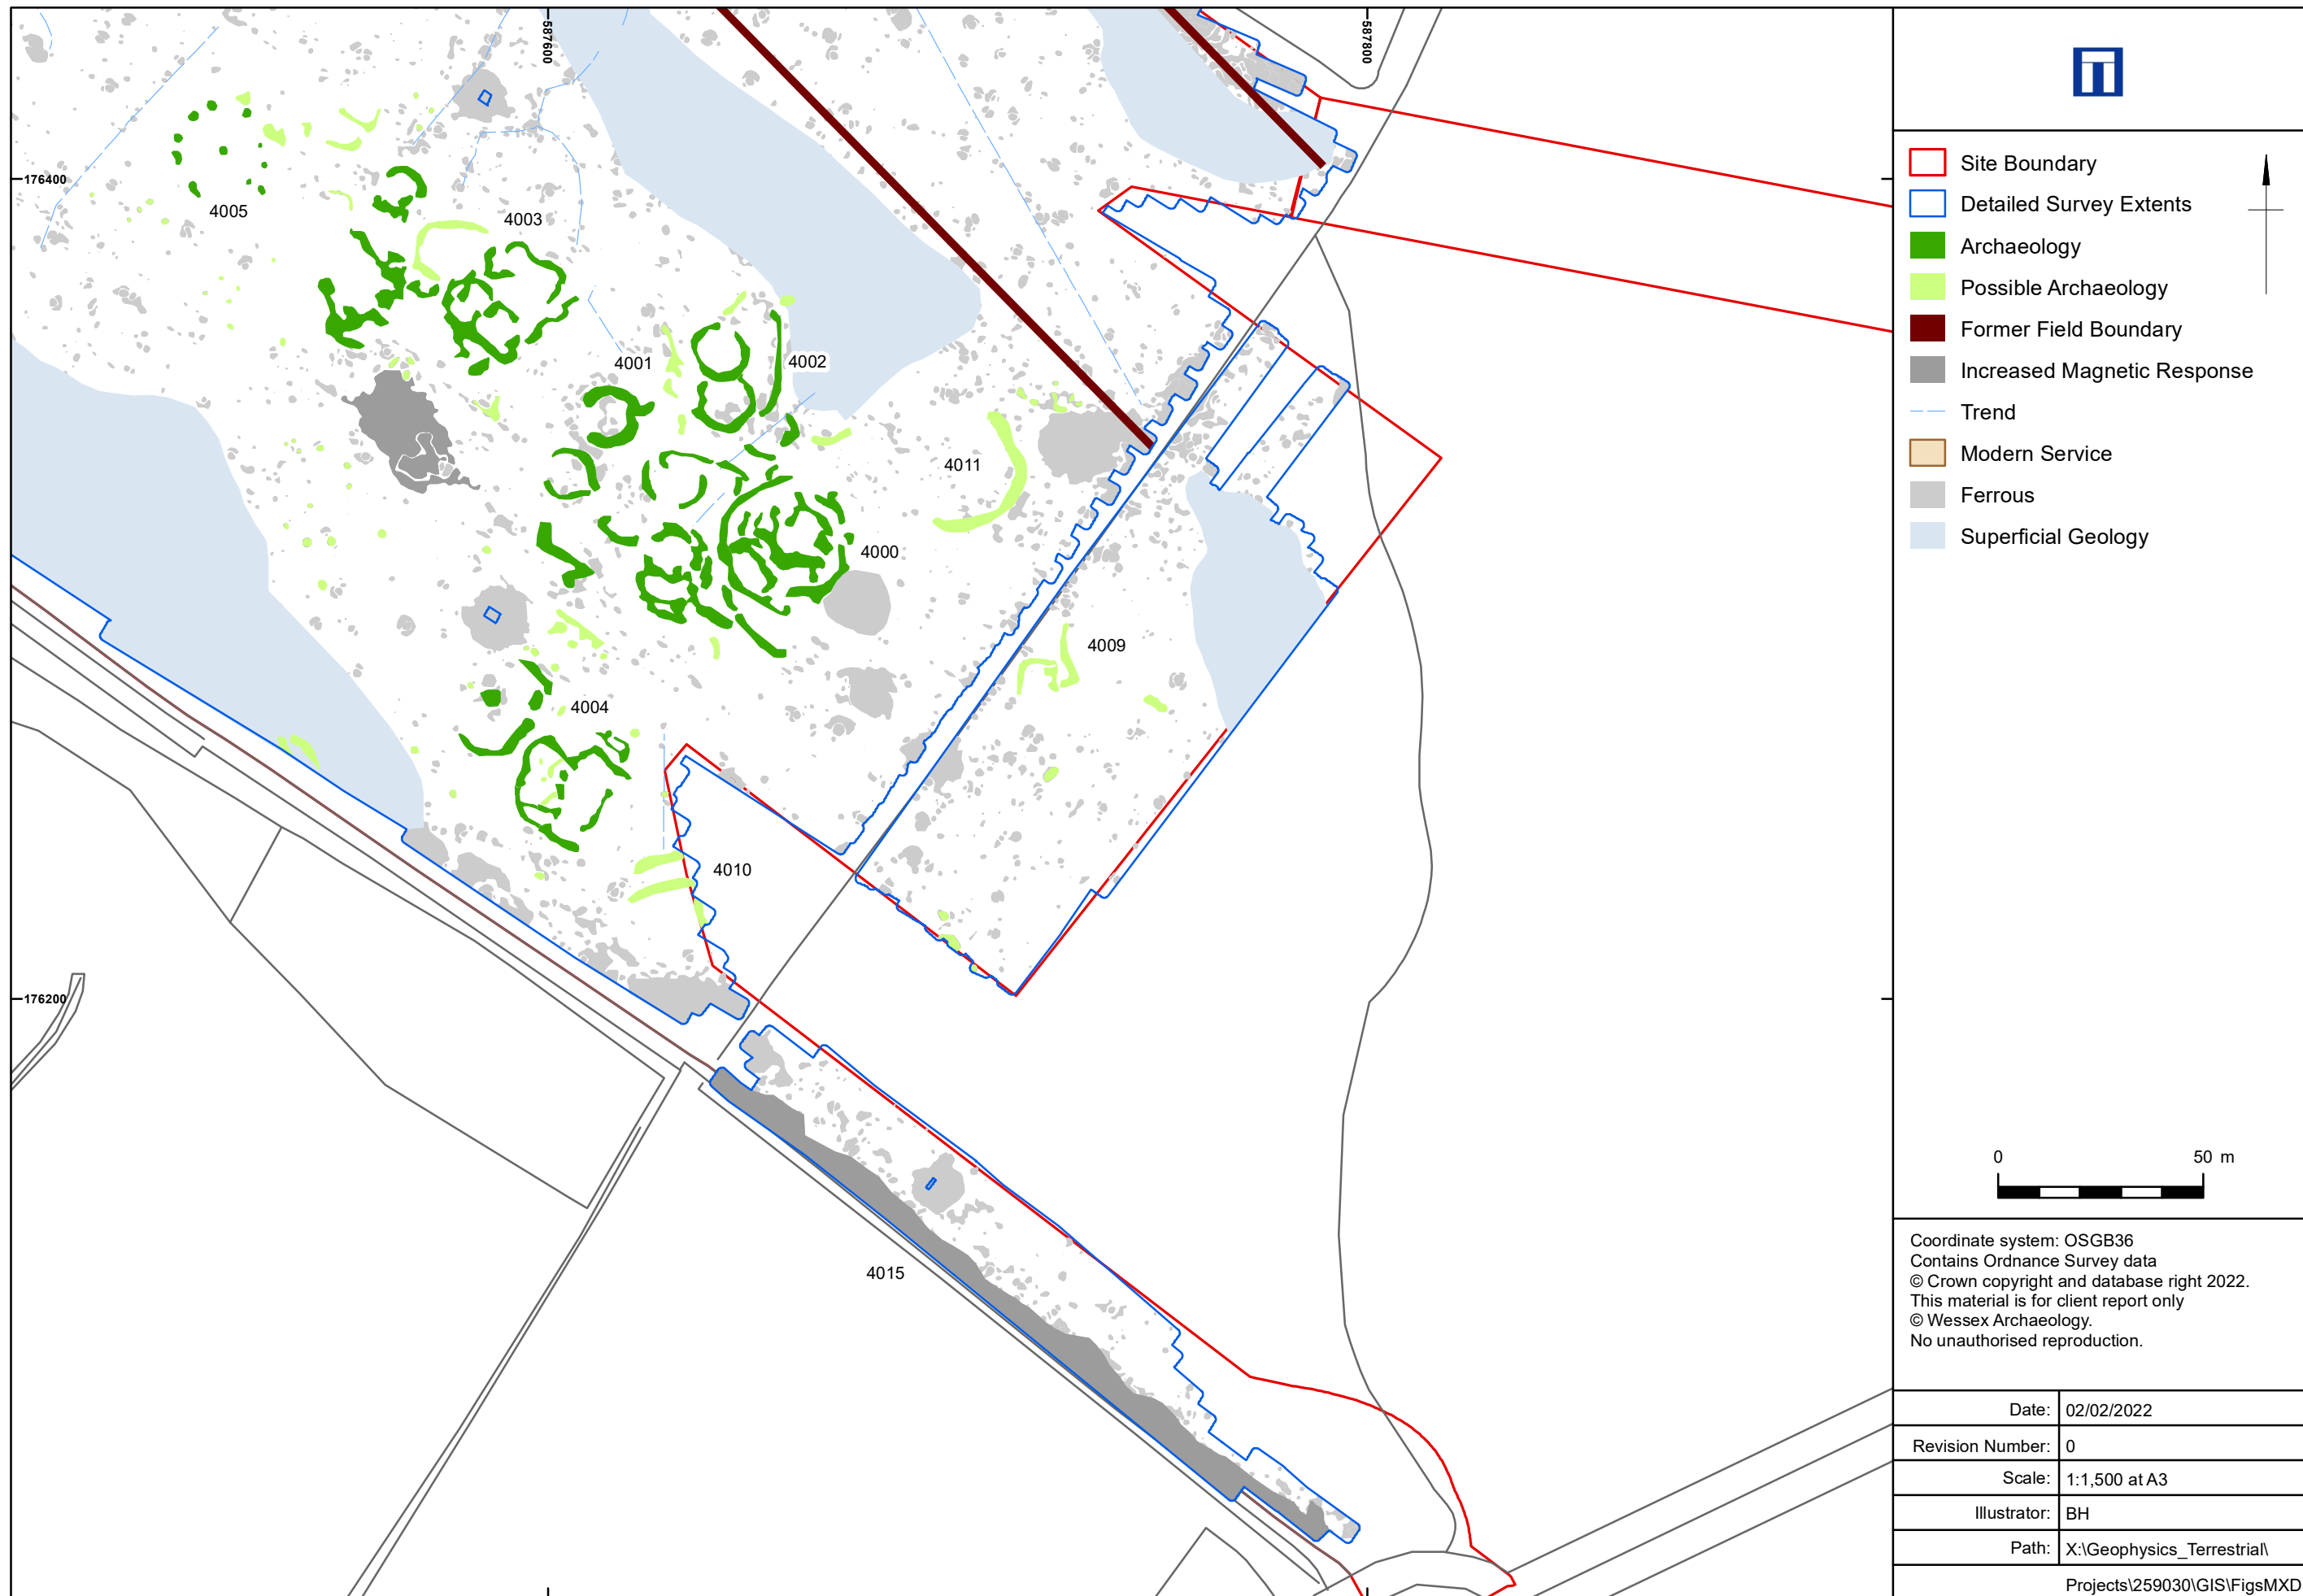 587600
587800
176400
176200
4005
4003
4001
4002
4011
4000
4009
4004
4010
4015
Site Boundary
Detailed Survey Extents
Archaeology
Possible Archaeology
Former Field Boundary
Increased Magnetic Response
Trend
Modern Service
Ferrous
Superficial Geology
0 50 m
Coordinate system: OSGB36
Contains Ordnance Survey data
© Crown copyright and database right 2022.
This material is for client report only
© Wessex Archaeology.
No unauthorised reproduction.
Date: 02/02/2022
Revision Number: 0
Scale: 1:1,500 at A3
Illustrator: BH
Path: X:\Geophysics_Terrestrial\
Projects\259030\GIS\FigsMXD